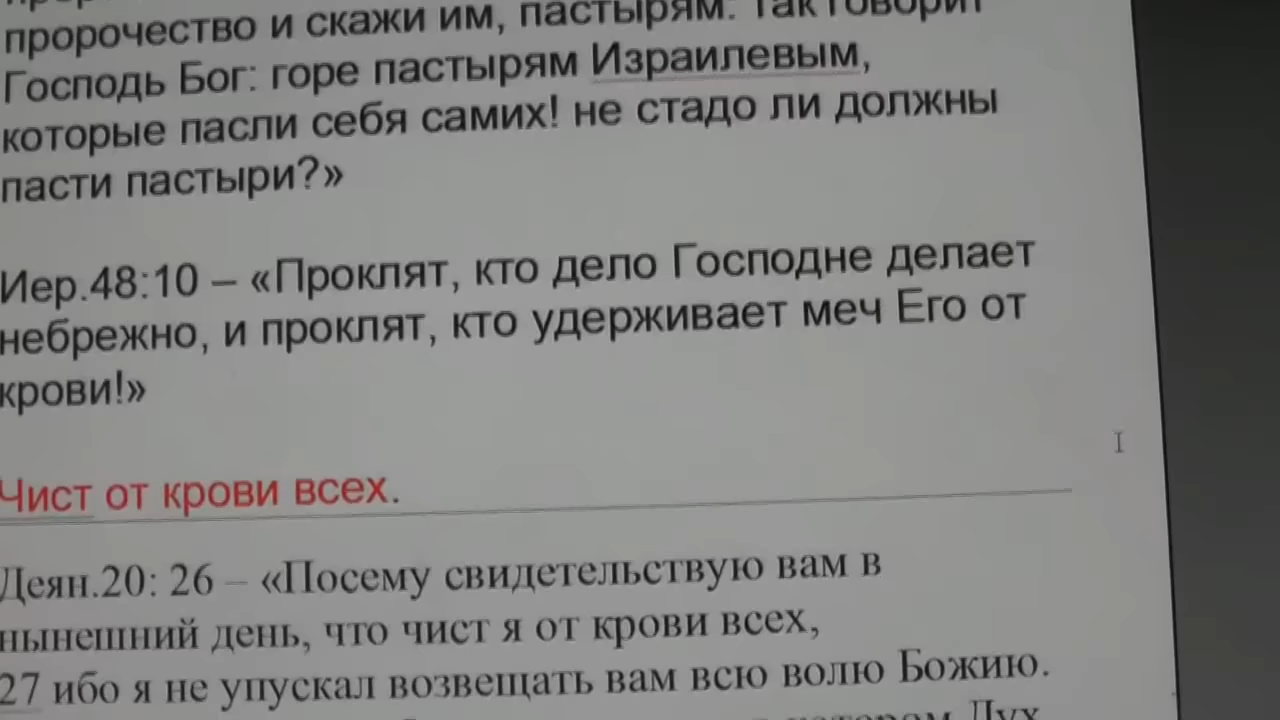 пророчество и скажи им, пастырям: так говорит
Господь Бог: горе пастырям Израилевым,
которые пасли себя самих! не стадо ли должны
пасти пастыри?»
Иер.48:10 – «Проклят, кто дело Господне делает
небрежно, и проклят, кто удерживает меч Его от
крови!»
Чист от крови всех.
Деян.20: 26 – «Посему свидетельствую вам в
нынешний день, что чист я от крови всех,
27 ибо я не упускал возвещать вам всю волю Божию.
котором Дух